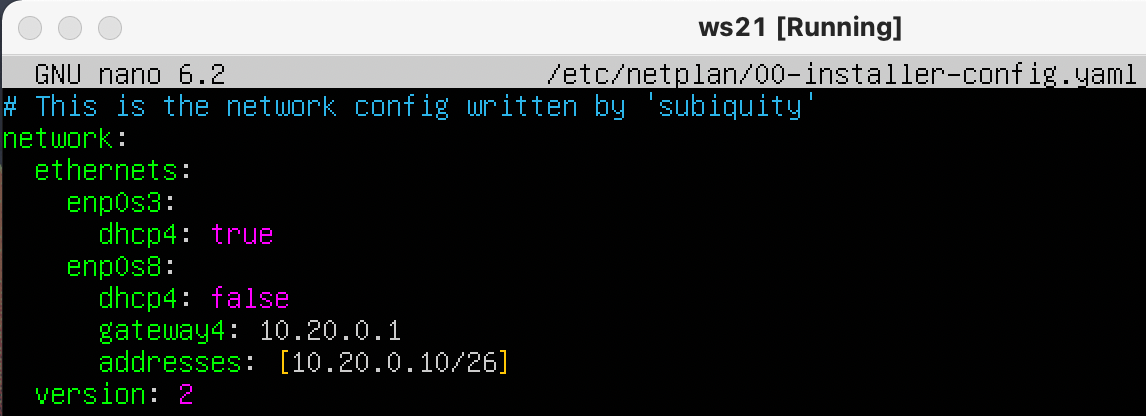 ws21 [Running]
GNU nano 6.2 /etc/netplan/00-installer-config.yaml
# This is the network config written by 'subiquity'
network:
  ethernets:
    enp0s3:
      dhcp4: true
    enp0s8:
      dhcp4: false
      gateway4: 10.20.0.1
      addresses: [10.20.0.10/26]
  version: 2